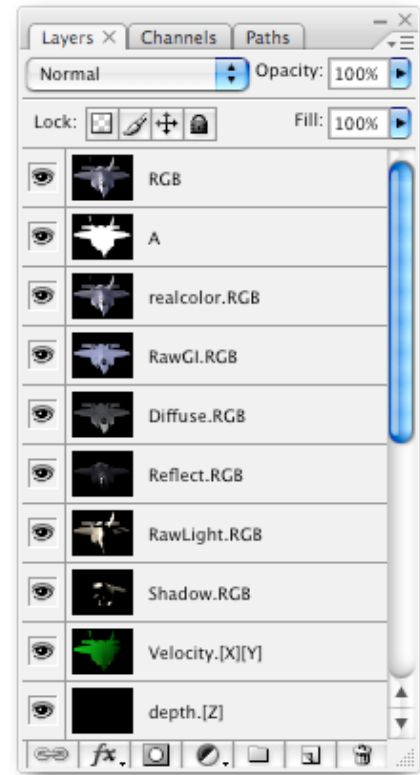 Layers × Channels Paths
Normal Opacity: 100%
Lock: Fill: 100%
RGB
A
realcolor.RGB
RawGI.RGB
Diffuse.RGB
Reflect.RGB
RawLight.RGB
Shadow.RGB
Velocity.[X][Y]
depth.[Z]
fx.